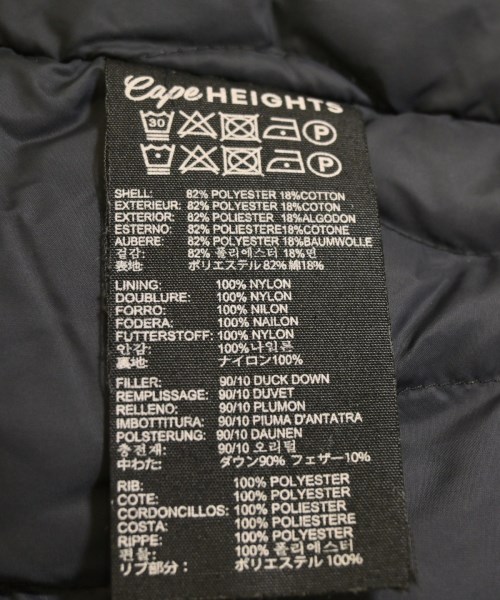 Cape HEIGHTS
30 P
P
SHELL: 82% POLYESTER 18%COTTON
EXTERIEUR: 82% POLYESTER 18%COTON
EXTERIOR: 82% POLYESTER 18%ALGODON
ESTERNO: 82% POLIESTERE18%COTONE
AUBERE: 82% POLYESTER 18%BAUMWOLLE
겉감: 82% 폴리에스터 18%면
表地: ポリエステル 82% 綿18%
LINING: 100% NYLON
DOUBLURE: 100% NYLON
FORRO: 100% NILON
FODERA: 100% NAILON
FUTTERSTOFF: 100% NYLON
안감: 100%나일론
裏地: ナイロン100%
FILLER: 90/10 DUCK DOWN
REMPLISSAGE: 90/10 DUVET
RELLENO: 90/10 PLUMON
IMBOTTITURA: 90/10 PIUMA D'ANTATRA
POLSTERUNG: 90/10 DAUNEN
충전재: 90/10 오리털
中わた: ダウン90% フェザー10%
RIB: 100% POLYESTER
COTE: 100% POLYESTER
CORDONCILLOS: 100% POLIESTER
COSTA: 100% POLIESTERE
RIPPE: 100% POLYESTER
편물: 100% 폴리에스터
リブ部分: ポリエステル 100%